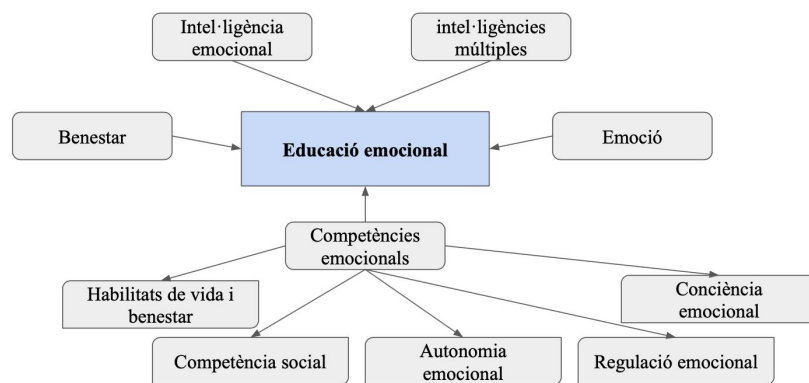 Intel·ligència
emocional
intel·ligències
múltiples
Benestar
Educació emocional
Emoció
Competències
emocionals
Habilitats de vida i
benestar
Conciència
emocional
Competència social
Autonomia
emocional
Regulació emocional